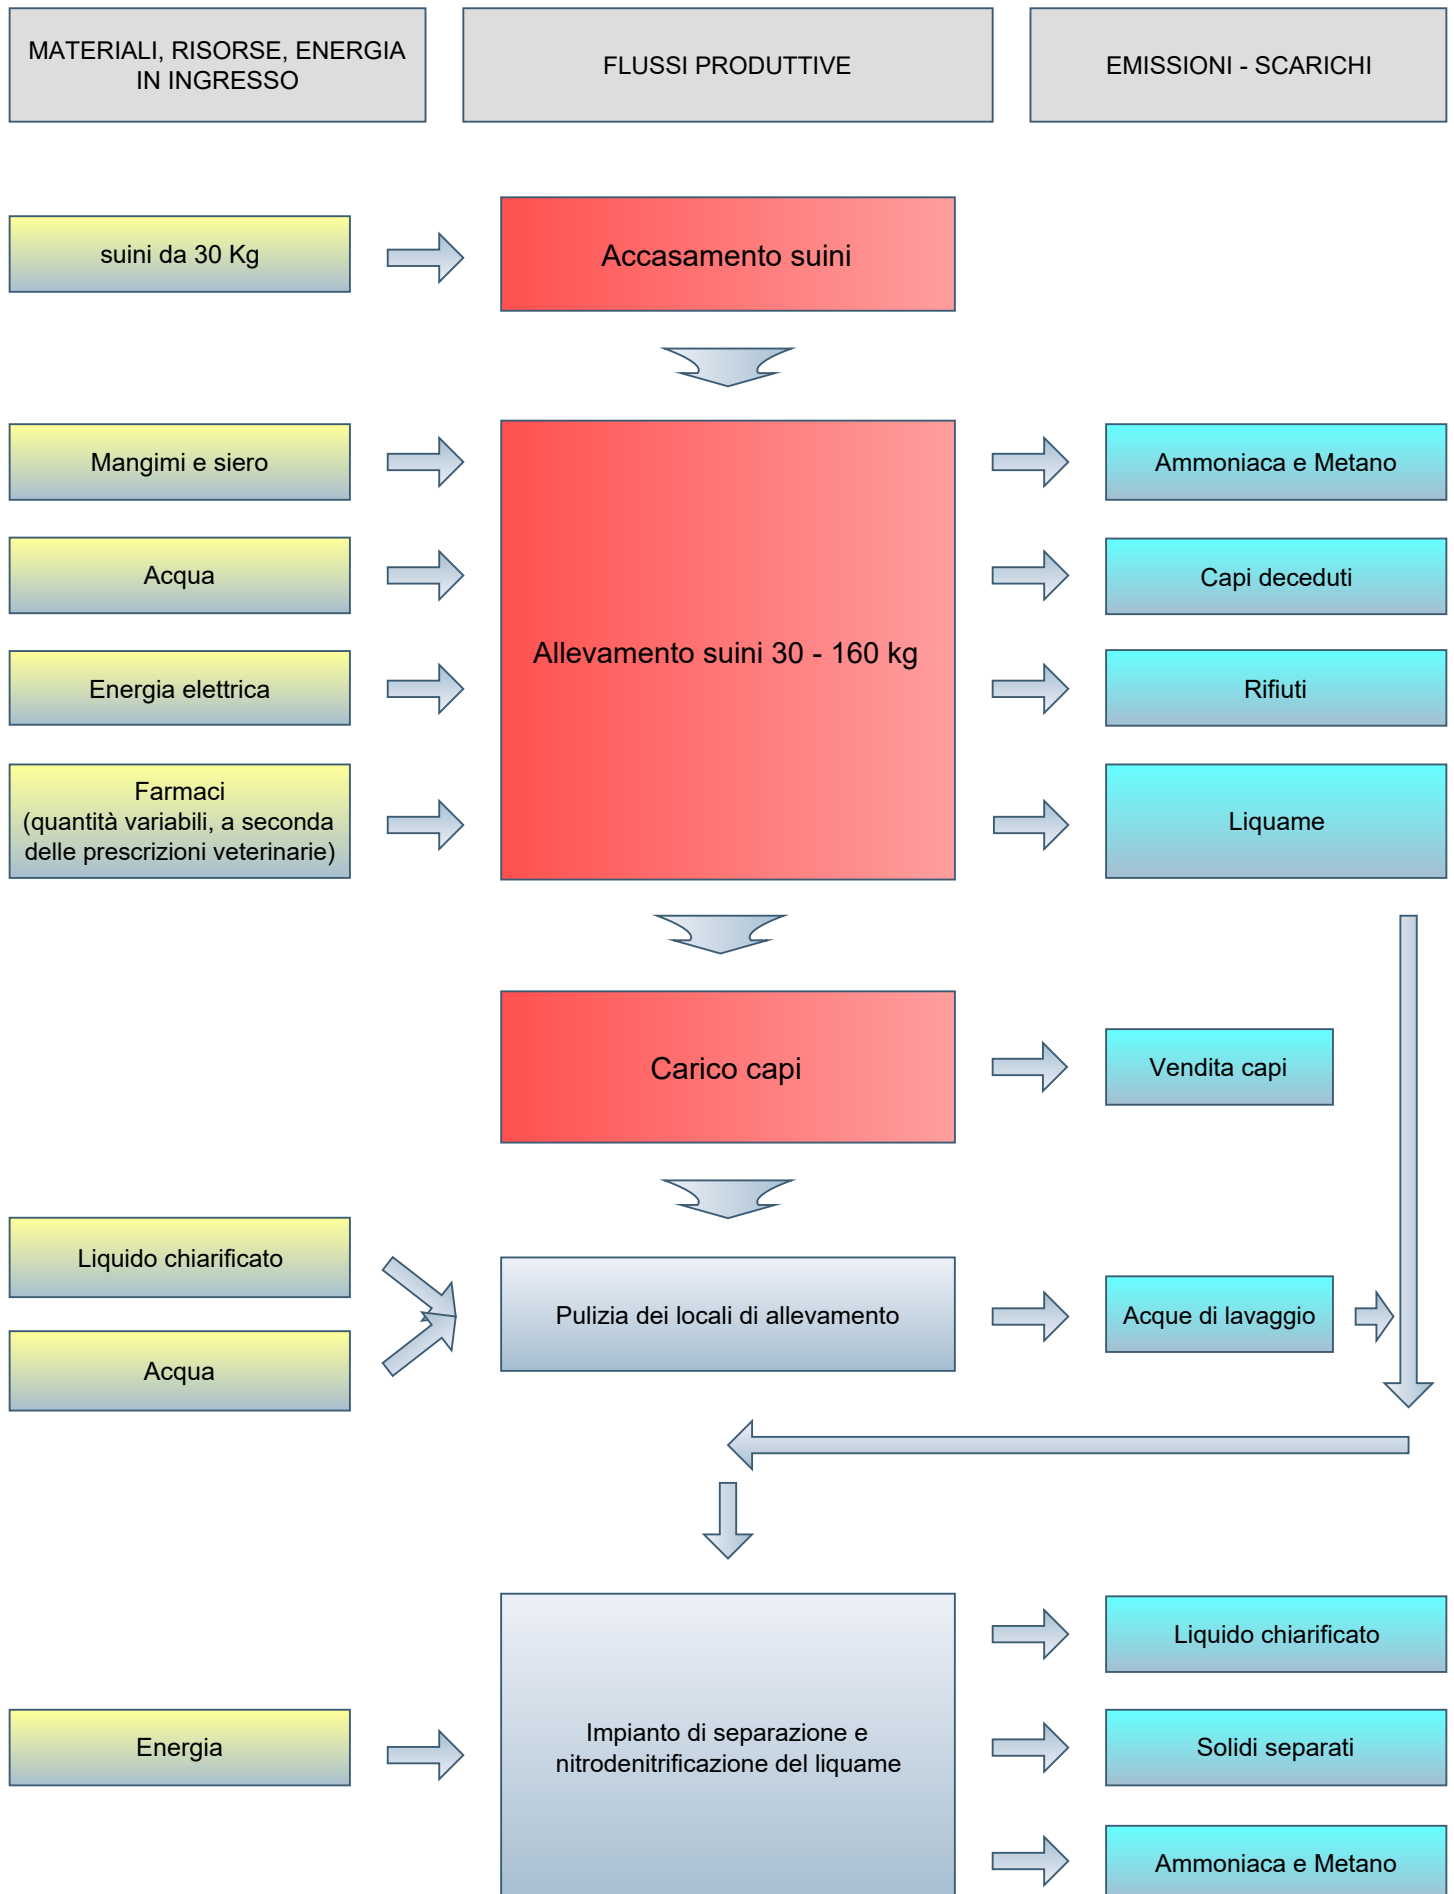 MATERIALI, RISORSE, ENERGIA
IN INGRESSO
FLUSSI PRODUTTIVE
EMISSIONI - SCARICHI
suini da 30 Kg
Accasamento suini
Mangimi e siero
Acqua
Energia elettrica
Farmaci
(quantità variabili, a seconda
delle prescrizioni veterinarie)
Allevamento suini 30 - 160 kg
Ammoniaca e Metano
Capi deceduti
Rifiuti
Liquame
Carico capi
Vendita capi
Liquido chiarificato
Acqua
Pulizia dei locali di allevamento
Acque di lavaggio
Energia
Impianto di separazione e
nitrodenitrificazione del liquame
Liquido chiarificato
Solidi separati
Ammoniaca e Metano